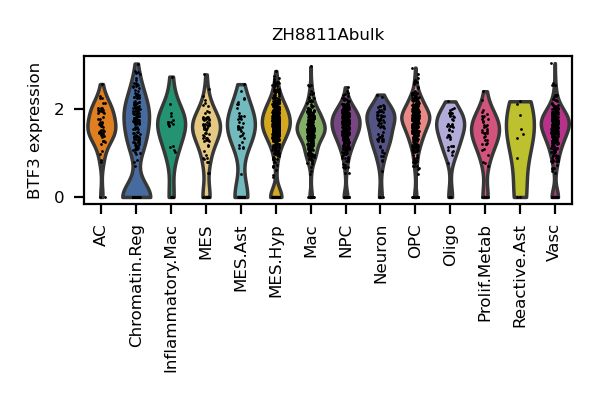 ZH8811Abulk
BTF3 expression
2
0
AC
Chromatin.Reg
Inflammatory.Mac
MES
MES.Ast
MES.Hyp
Mac
NPC
Neuron
OPC
Oligo
Prolif.Metab
Reactive.Ast
Vasc